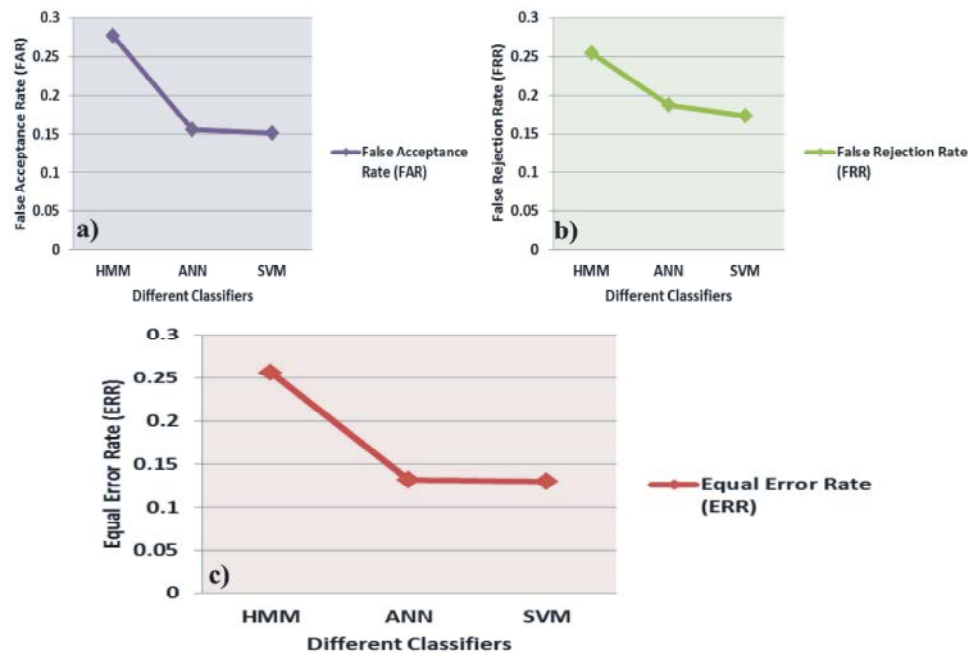 0.3
0.25
0.2
0.15
0.1
0.05
0
False Acceptance Rate (FAR)
a)
HMM ANN SVM
Different Classifiers
False Acceptance
Rate (FAR)
0.3
0.25
0.2
0.15
0.1
0.05
0
False Rejection Rate (FRR)
b)
HMM ANN SVM
Different Classifiers
False Rejection Rate
(FRR)
0.3
0.25
0.2
0.15
0.1
0.05
0
Equal Error Rate (ERR)
c)
HMM ANN SVM
Different Classifiers
Equal Error Rate
(ERR)